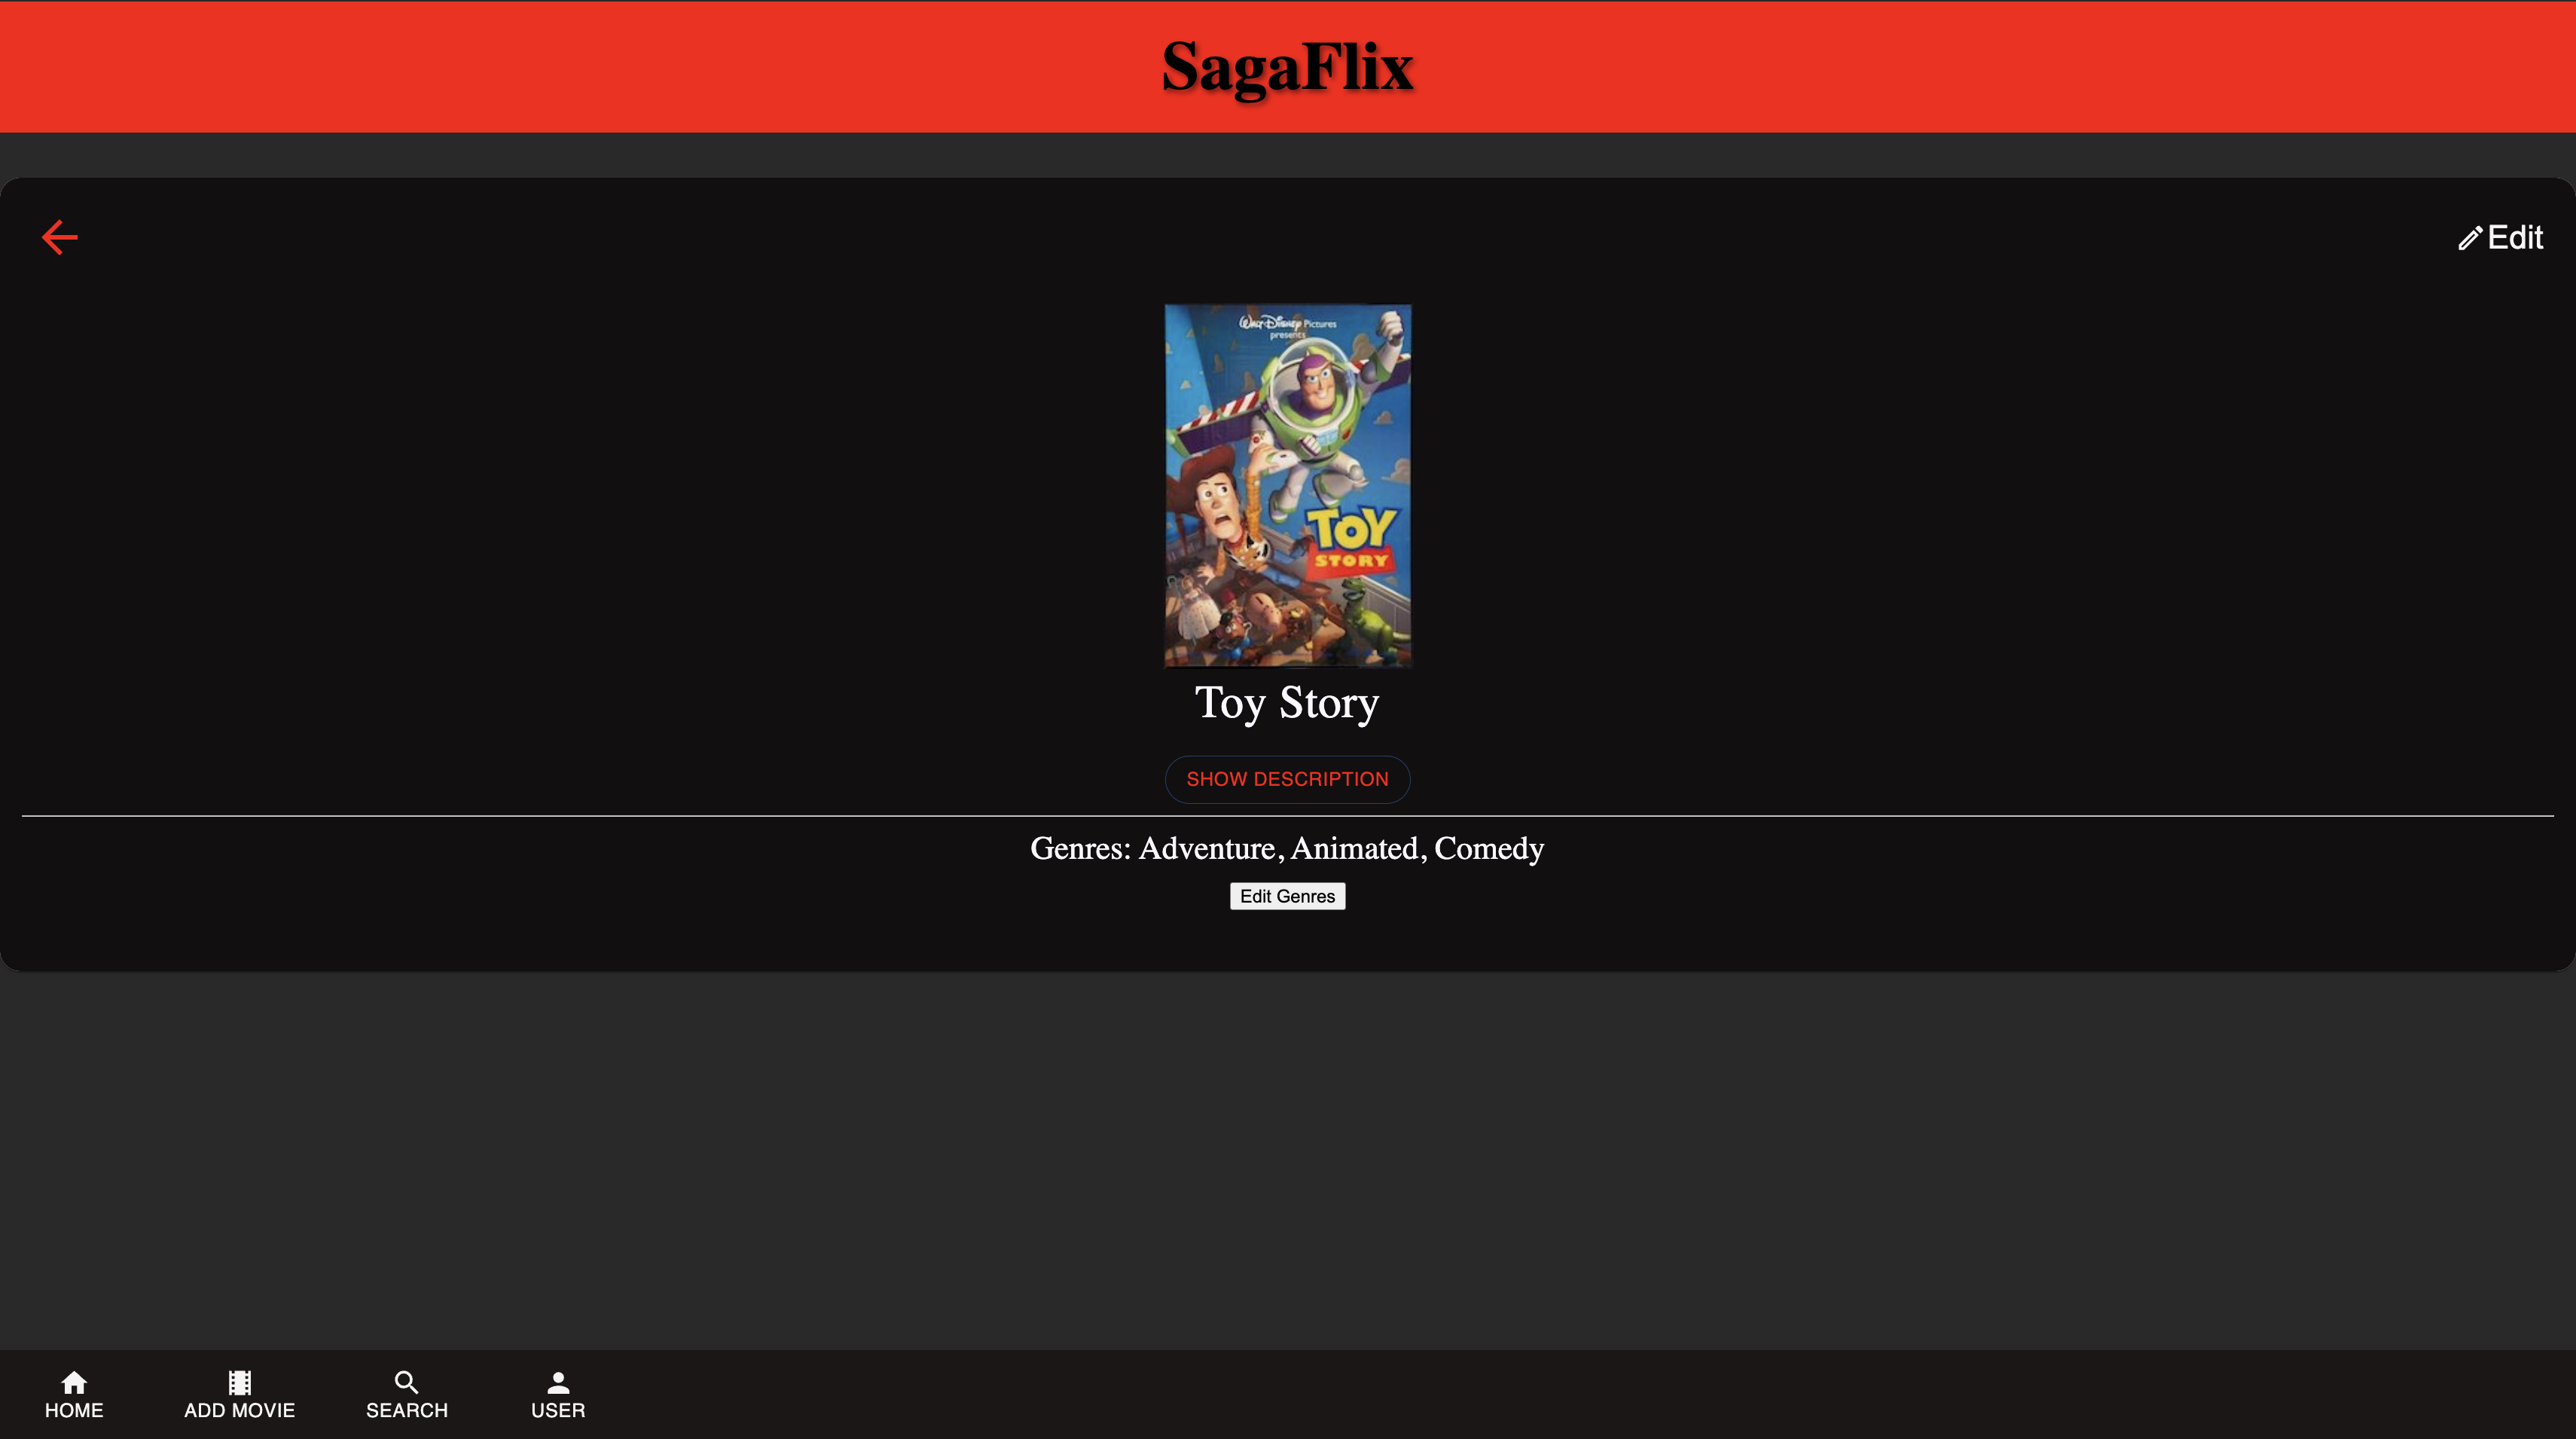 SagaFlix
Edit
Walt Disney Pictures
presents
TOY
STORY
Toy Story
SHOW DESCRIPTION
Genres: Adventure, Animated, Comedy
Edit Genres
HOME
ADD MOVIE
SEARCH
USER